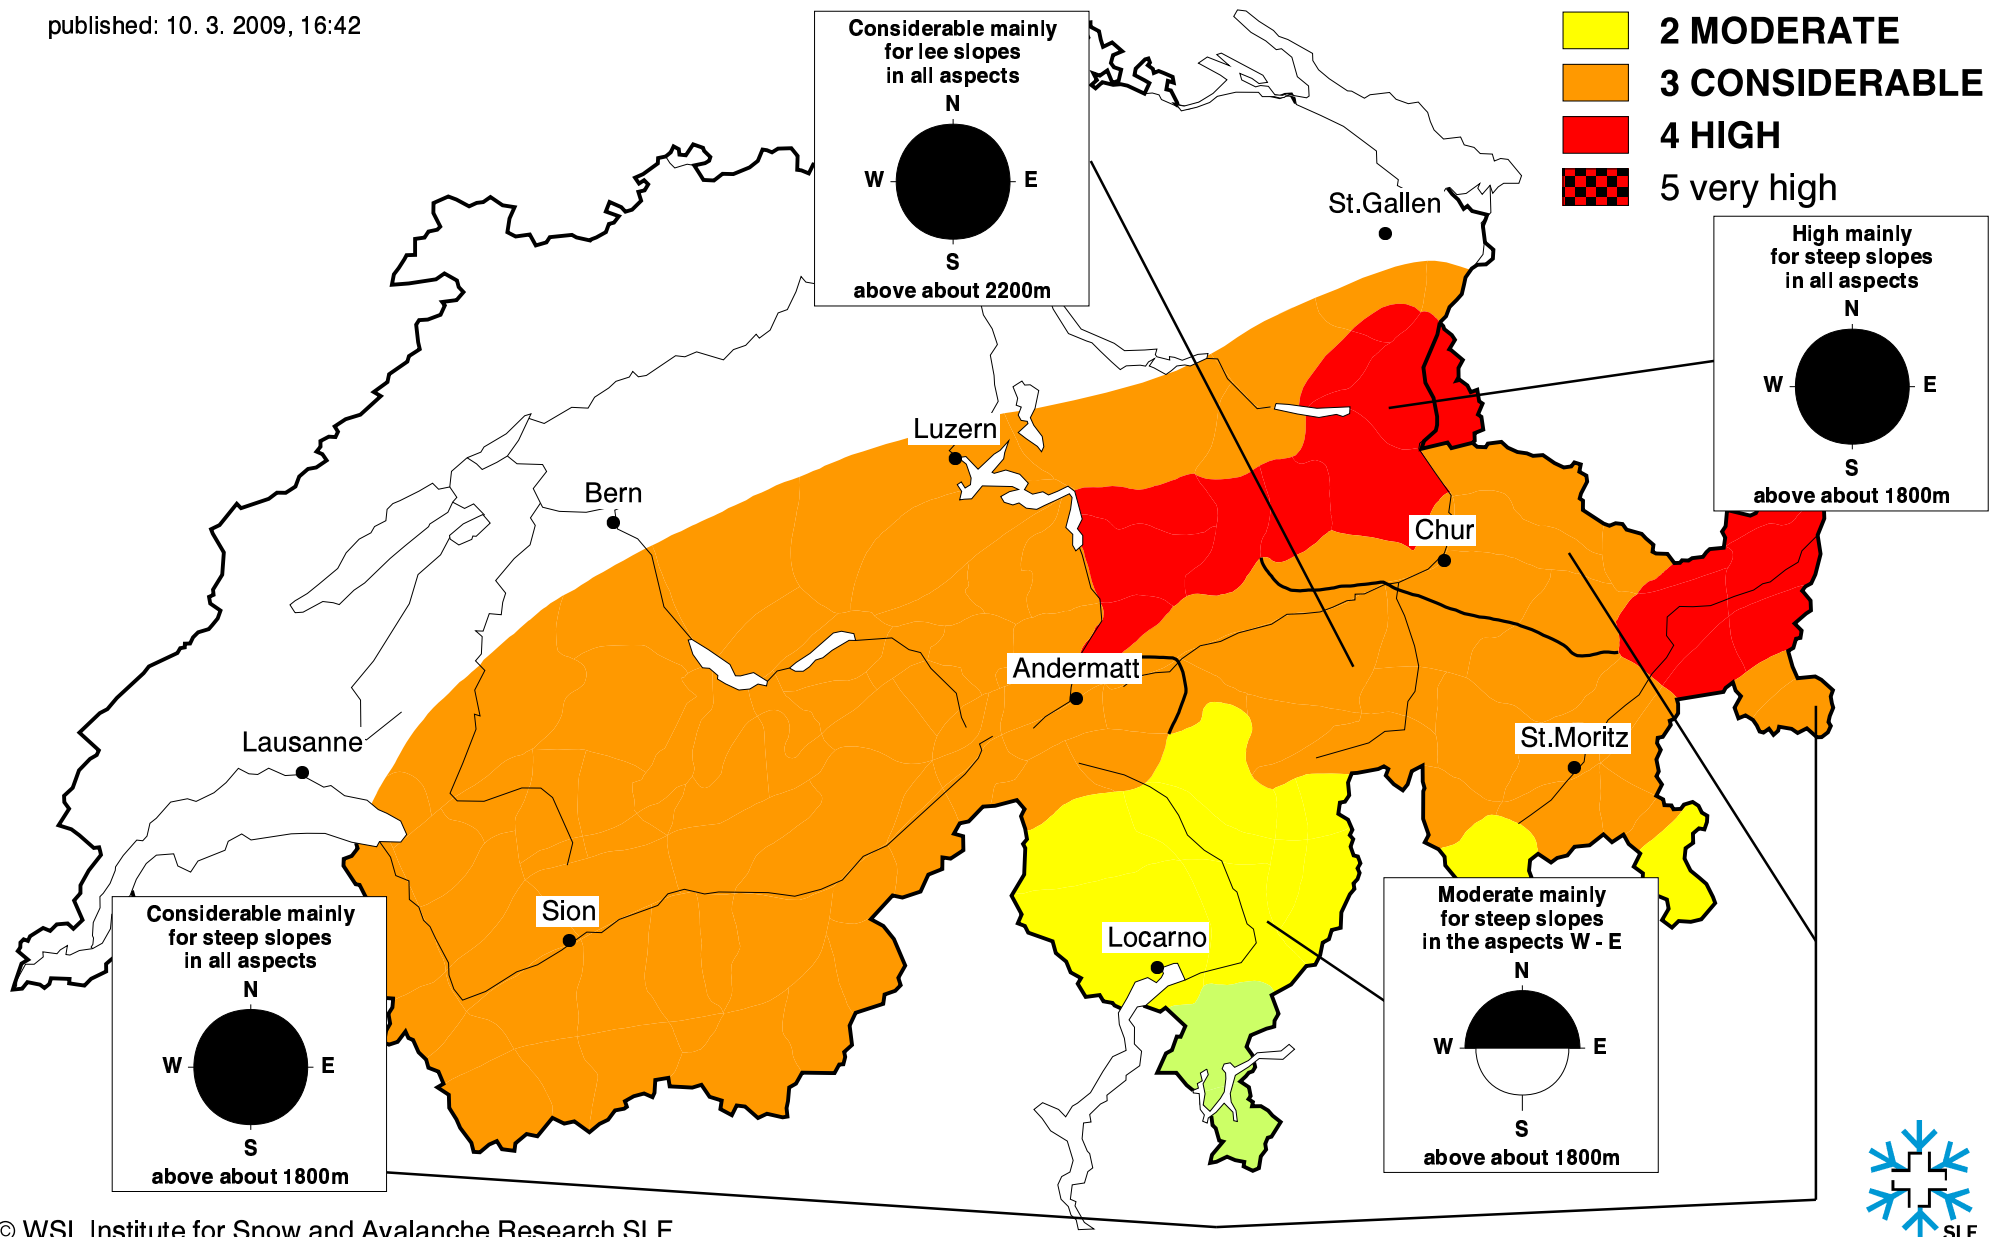 published: 10. 3. 2009, 16:42
2 MODERATE
3 CONSIDERABLE
4 HIGH
5 very high
Considerable mainly
for lee slopes
in all aspects
N
W
E
S
above about 2200m
St.Gallen
High mainly
for steep slopes
in all aspects
N
W
E
S
above about 1800m
Luzern
Bern
Chur
Andermatt
Lausanne
St.Moritz
Sion
Locarno
Considerable mainly
for steep slopes
in all aspects
N
W
E
S
above about 1800m
Moderate mainly
for steep slopes
in the aspects W - E
N
W
E
S
above about 1800m
© WSL Institute for Snow and Avalanche Research SLF
SLF